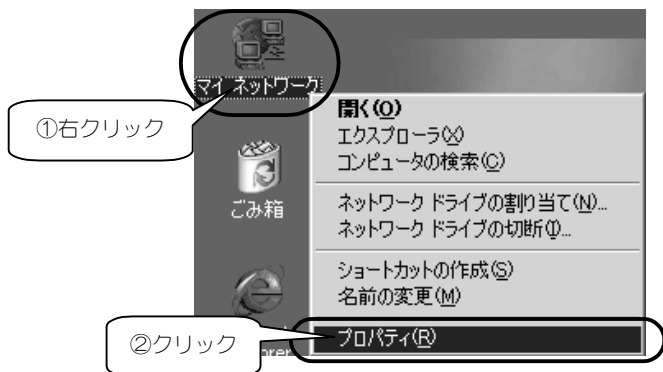 マイ ネットワーク
①右クリック
開く(O)
エクスプローラ(X)
コンピュータの検索(C)
ごみ箱
ネットワーク ドライブの割り当て(N)...
ネットワーク ドライブの切断(I)...
ショートカットの作成(S)
名前の変更(M)
②クリック
プロパティ(R)